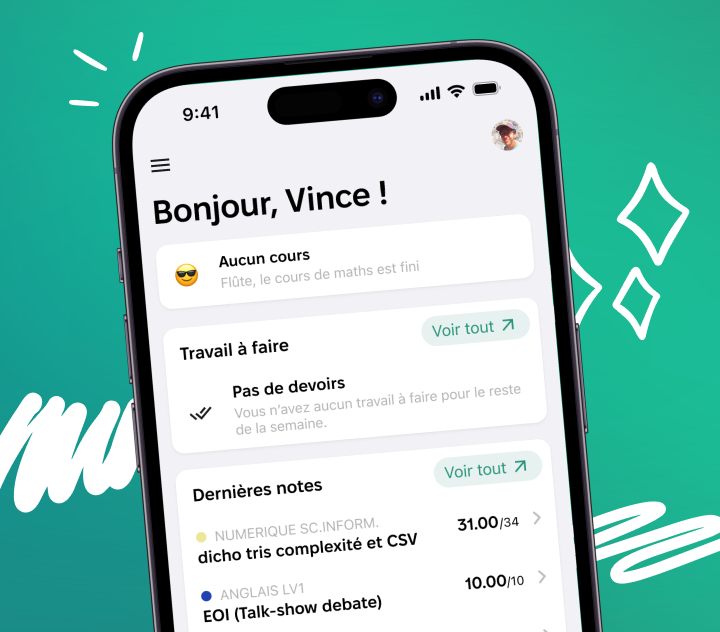 9:41
Bonjour, Vince !
Aucun cours
Flûte, le cours de maths est fini
Travail à faire
Voir tout
Pas de devoirs
Vous n'avez aucun travail à faire pour le reste
de la semaine.
Dernières notes
Voir tout
NUMERIQUE SC.INFORM.
dicho tris complexité et CSV
31.00/34
ANGLAIS LV1
EOI (Talk-show debate)
10.00/10